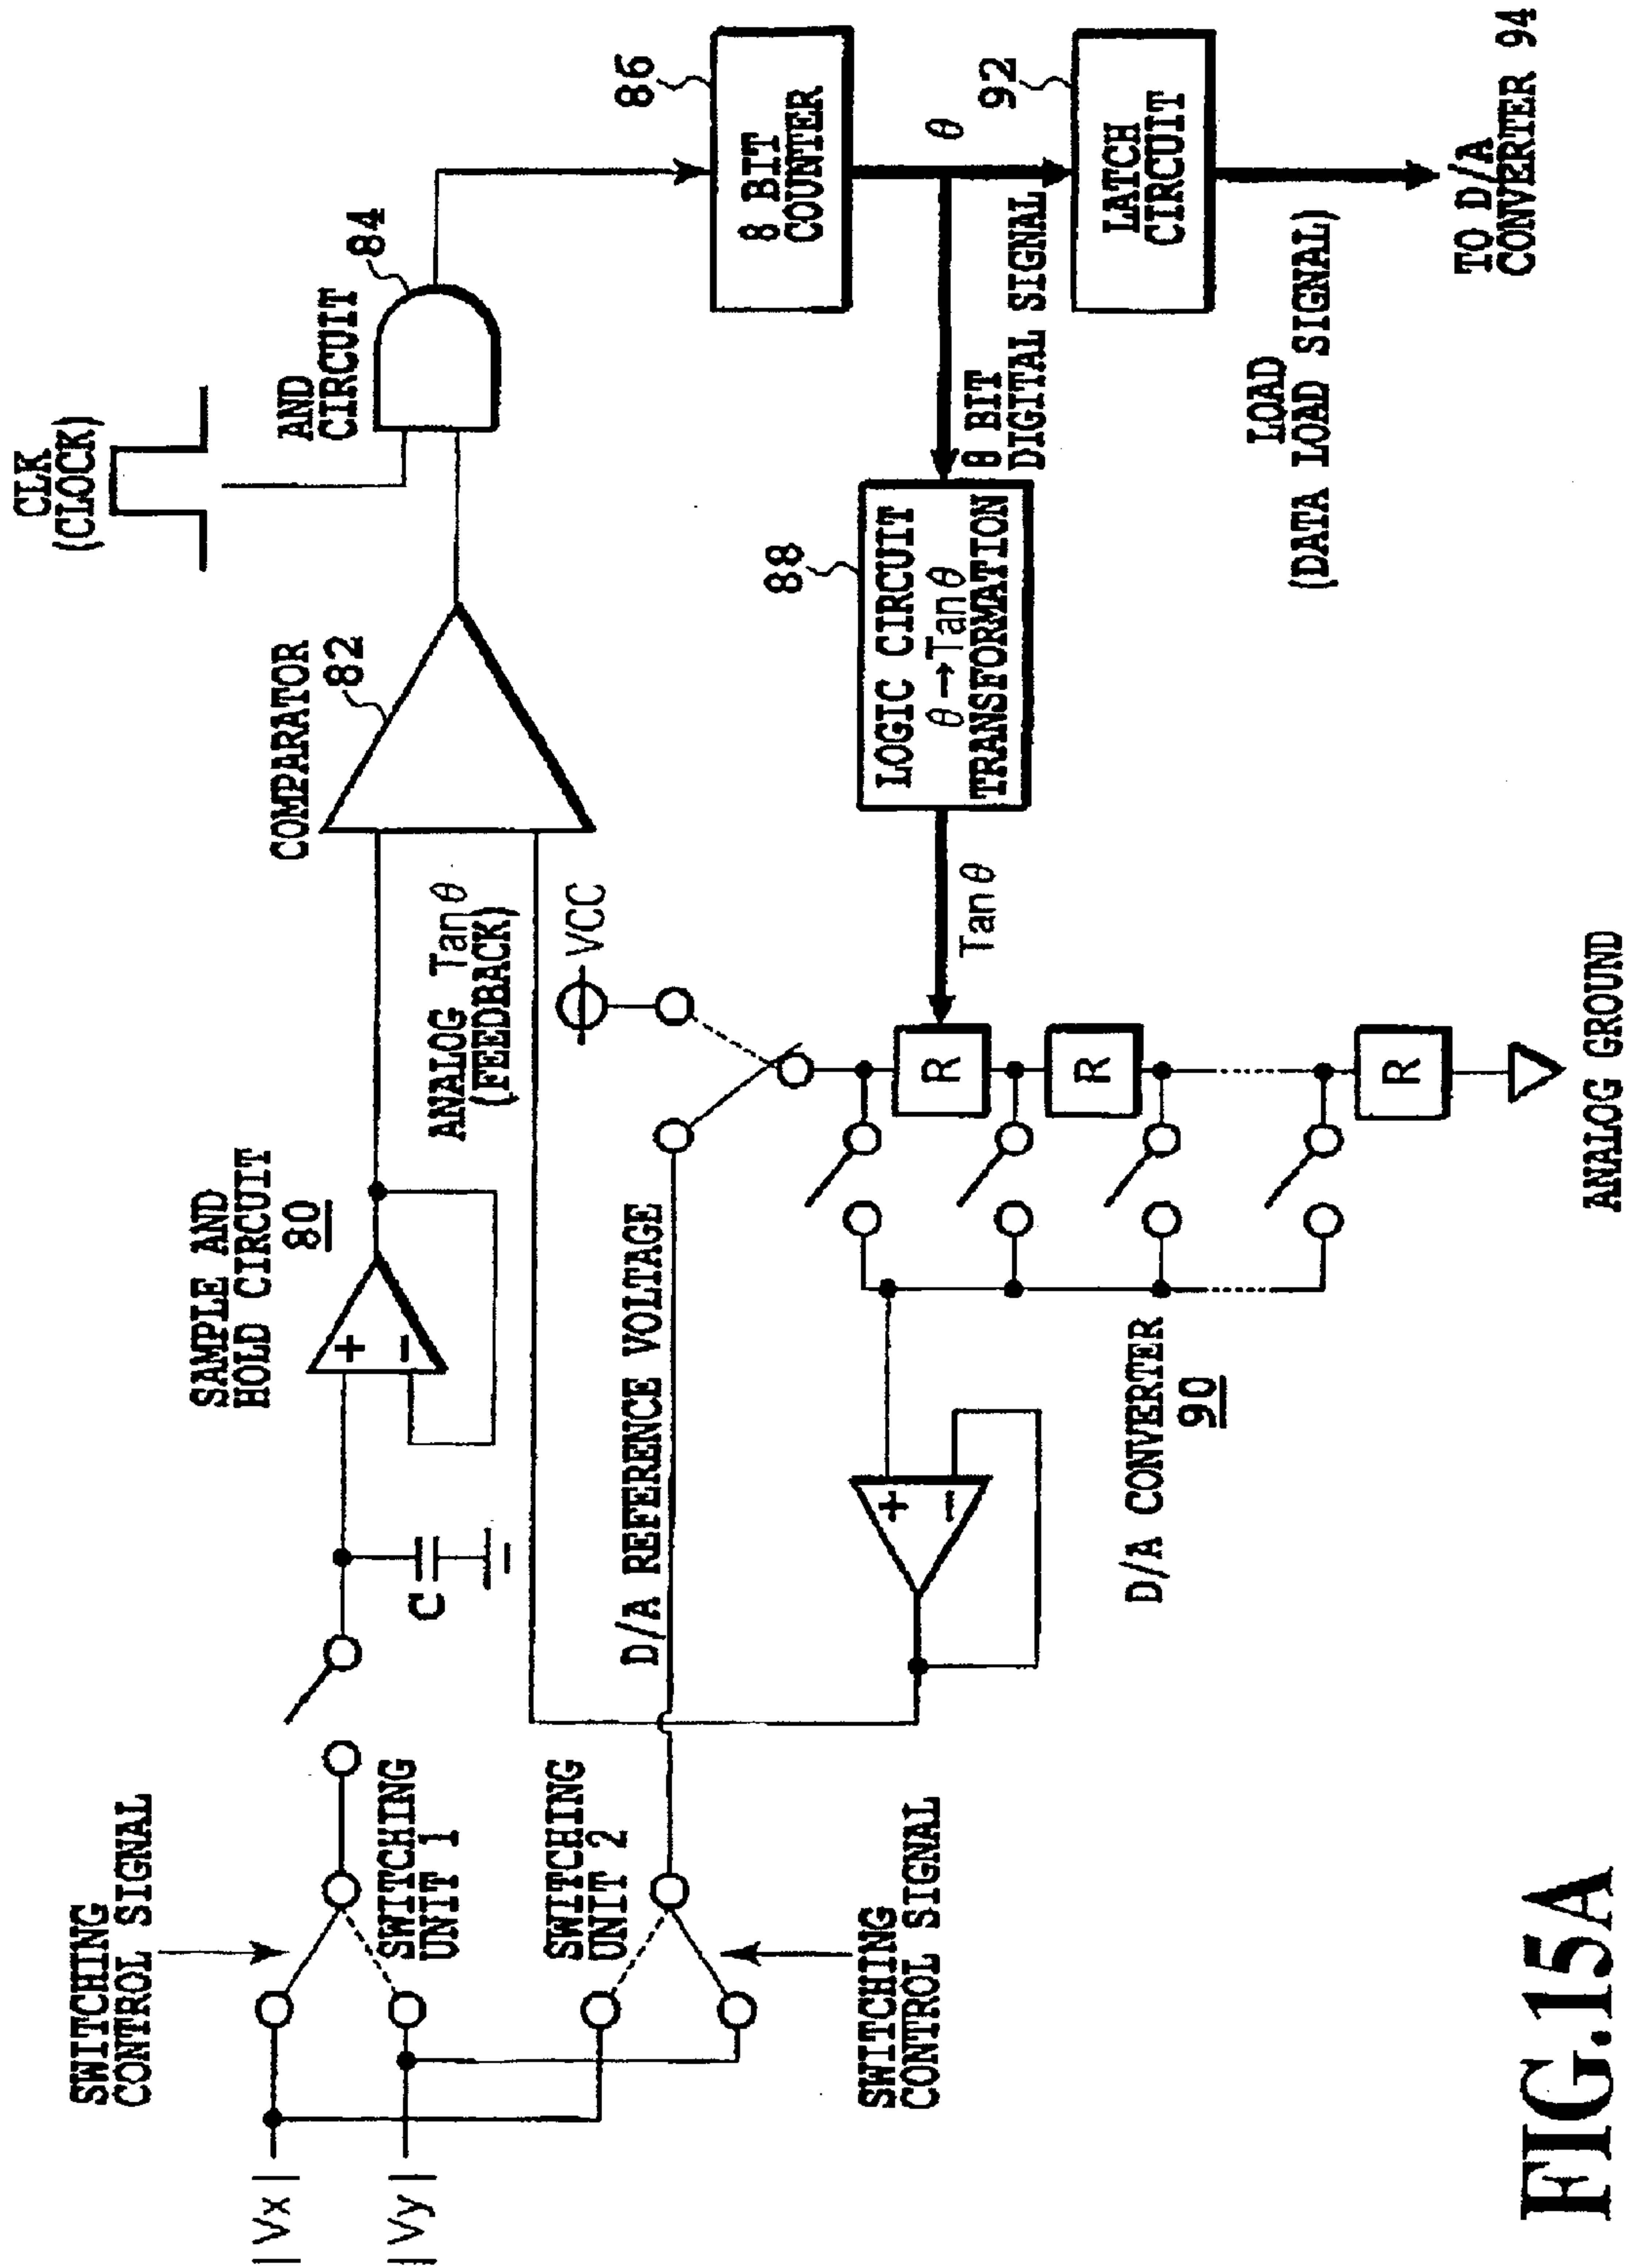 |Vx|
|Vy|
SWITCHING
CONTROL SIGNAL
SWITCHING
UNIT 1
SWITCHING
UNIT 2
SWITCHING
CONTROL SIGNAL
SAMPLE AND
HOLD CIRCUIT
80
+
−
C
D/A REFERENCE VOLTAGE
COMPARATOR
82
ANALOG Tanθ
(FEEDBACK)
VCC
CLK
(CLOCK)
AND
CIRCUIT
84
86
8 BIT
COUNTER
θ
92
LATCH
CIRCUIT
8 BIT
DIGITAL SIGNAL
88
LOGIC CIRCUIT
θ→Tanθ
TRANSFORMATION
Tanθ
R
R
R
ANALOG GROUND
+
−
D/A CONVERTER
90
LOAD
(DATA LOAD SIGNAL)
TO D/A
CONVERTER 94
FIG.15A